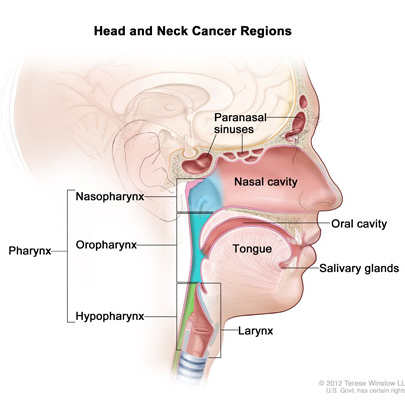 Head and Neck Cancer Regions
Paranasal
sinuses
Nasal cavity
Nasopharynx
Oral cavity
Pharynx
Oropharynx
Tongue
Salivary glands
Hypopharynx
Larynx
© 2012 Terese Winslow LL
U.S. Govt. has certain rights